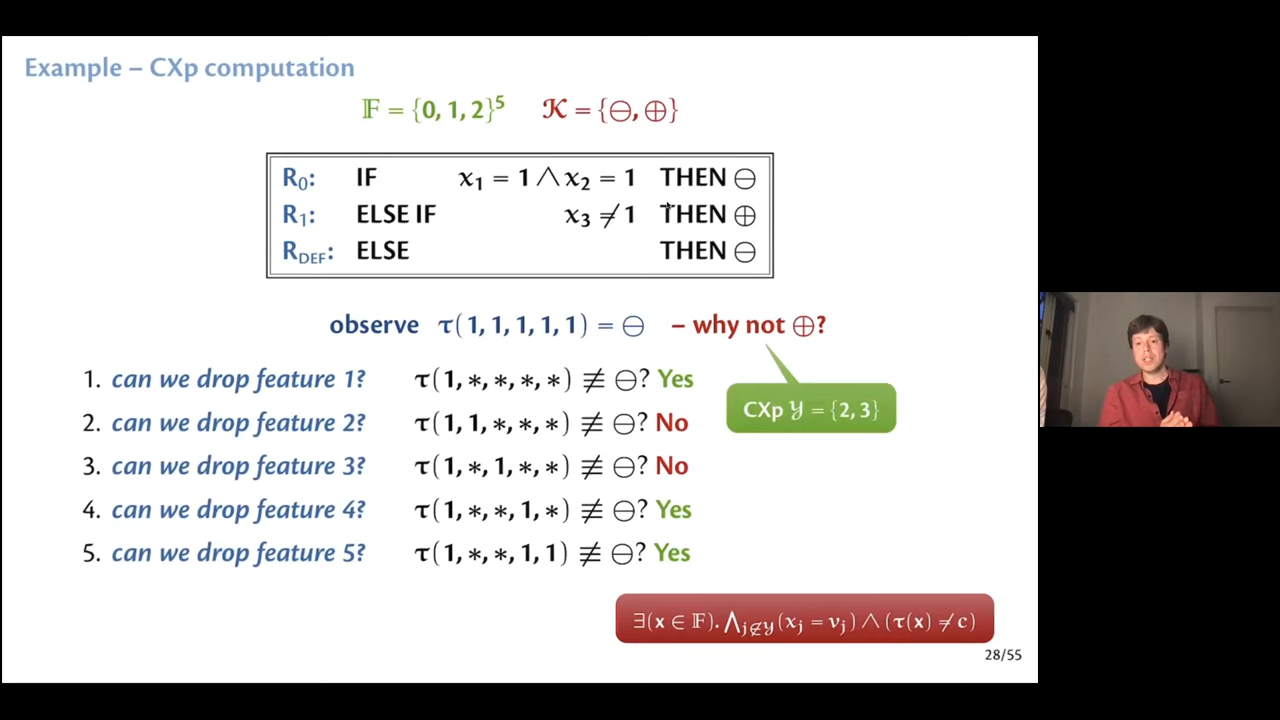 Example – CXp computation
𝔽 = {0, 1, 2}⁵ 𝒦 = {⊖, ⊕}
R₀: IF x₁ = 1 ∧ x₂ = 1 THEN ⊖
R₁: ELSE IF x₃ ≠ 1 THEN ⊕
R_DEF: ELSE THEN ⊖
observe τ(1, 1, 1, 1, 1) = ⊖ – why not ⊕?
1. can we drop feature 1? τ(1, *, *, *, *) ≢ ⊖? Yes
CXp 𝒴 = {2, 3}
2. can we drop feature 2? τ(1, 1, *, *, *) ≢ ⊖? No
3. can we drop feature 3? τ(1, *, 1, *, *) ≢ ⊖? No
4. can we drop feature 4? τ(1, *, *, 1, *) ≢ ⊖? Yes
5. can we drop feature 5? τ(1, *, *, 1, 1) ≢ ⊖? Yes
∃(x ∈ 𝔽). ⋀_{j∉𝒴}(xⱼ = vⱼ) ∧ (τ(x) ≠ c)
28/55